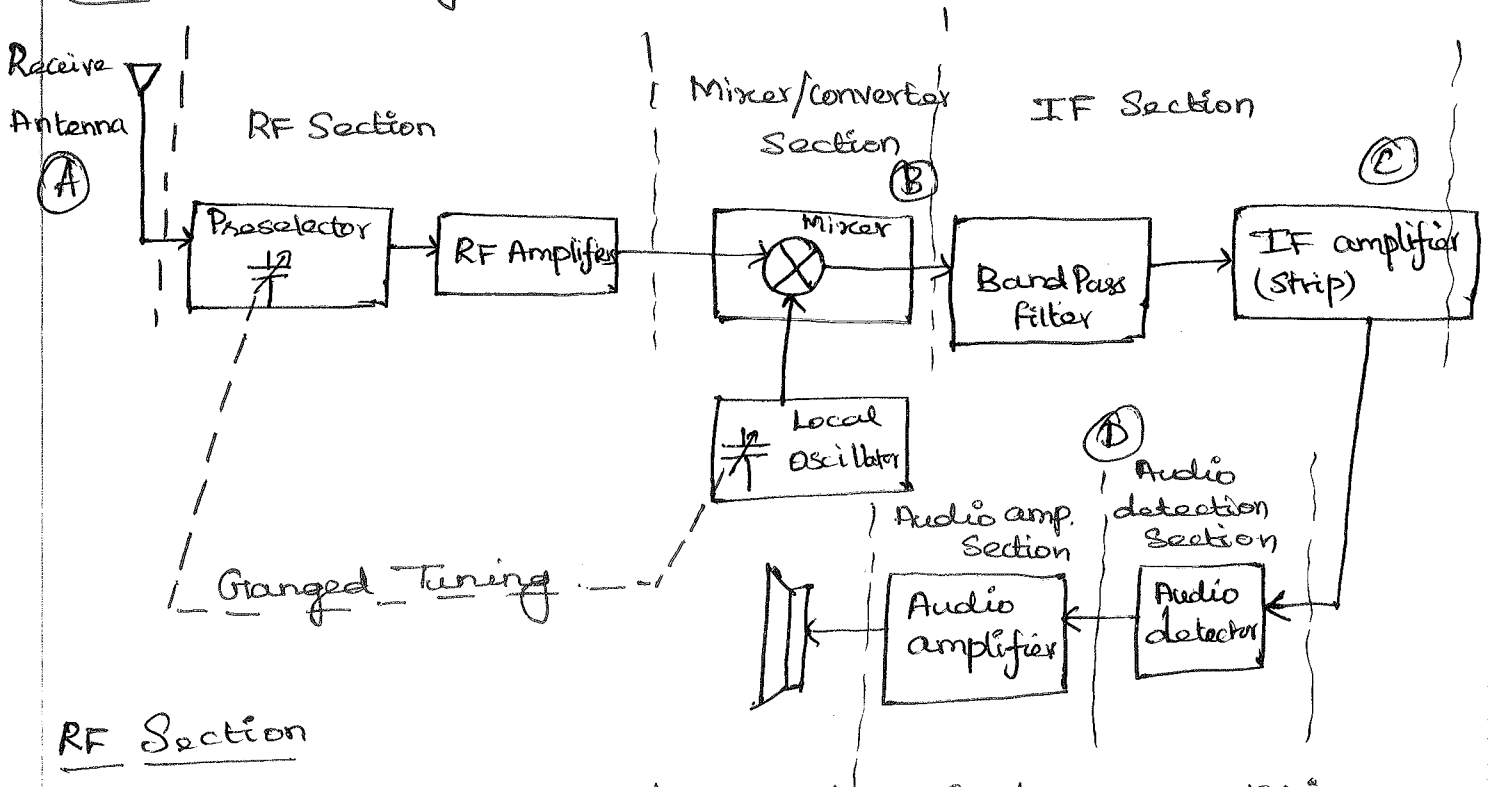 Receive
Antenna
A
RF Section
Mixer/converter
Section
B
IF Section
C
Preselector
RF Amplifier
Mixer
Band Pass
filter
IF amplifier
(Strip)
Local
Oscillator
D
Audio
detection
Section
Audio amp.
Section
Ganged Tuning
Audio
amplifier
Audio
detector
RF Section